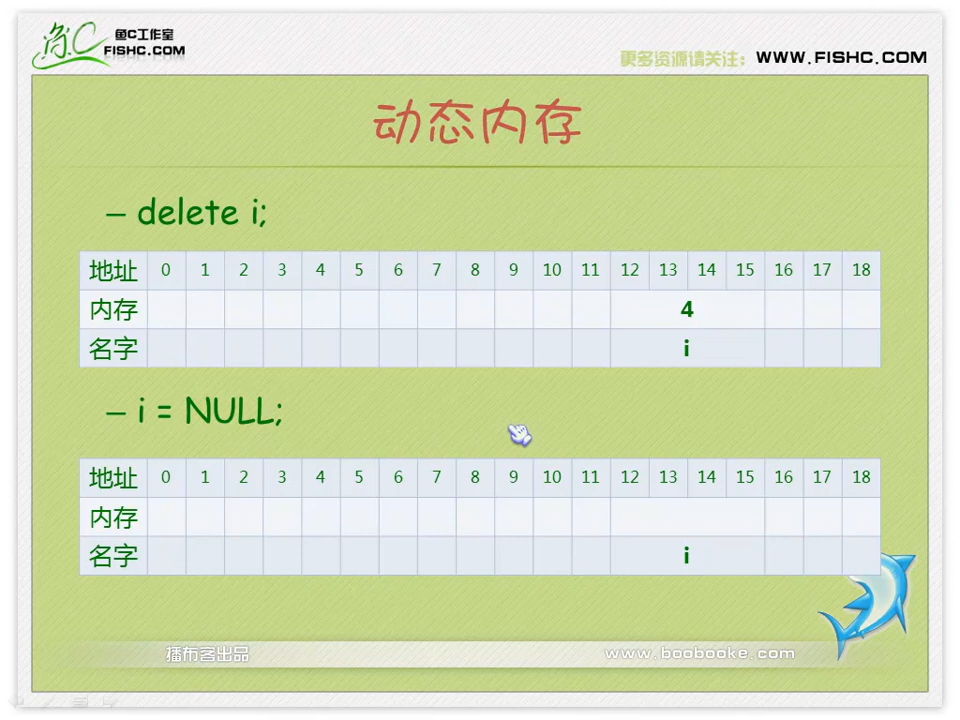 鱼C工作室
FISHC.COM
更多资源请关注: WWW.FISHC.COM
动态内存
– delete i;
地址 0 1 2 3 4 5 6 7 8 9 10 11 12 13 14 15 16 17 18
内存 4
名字 i
– i = NULL;
地址 0 1 2 3 4 5 6 7 8 9 10 11 12 13 14 15 16 17 18
内存
名字 i
播布客出品 www.boobooke.com